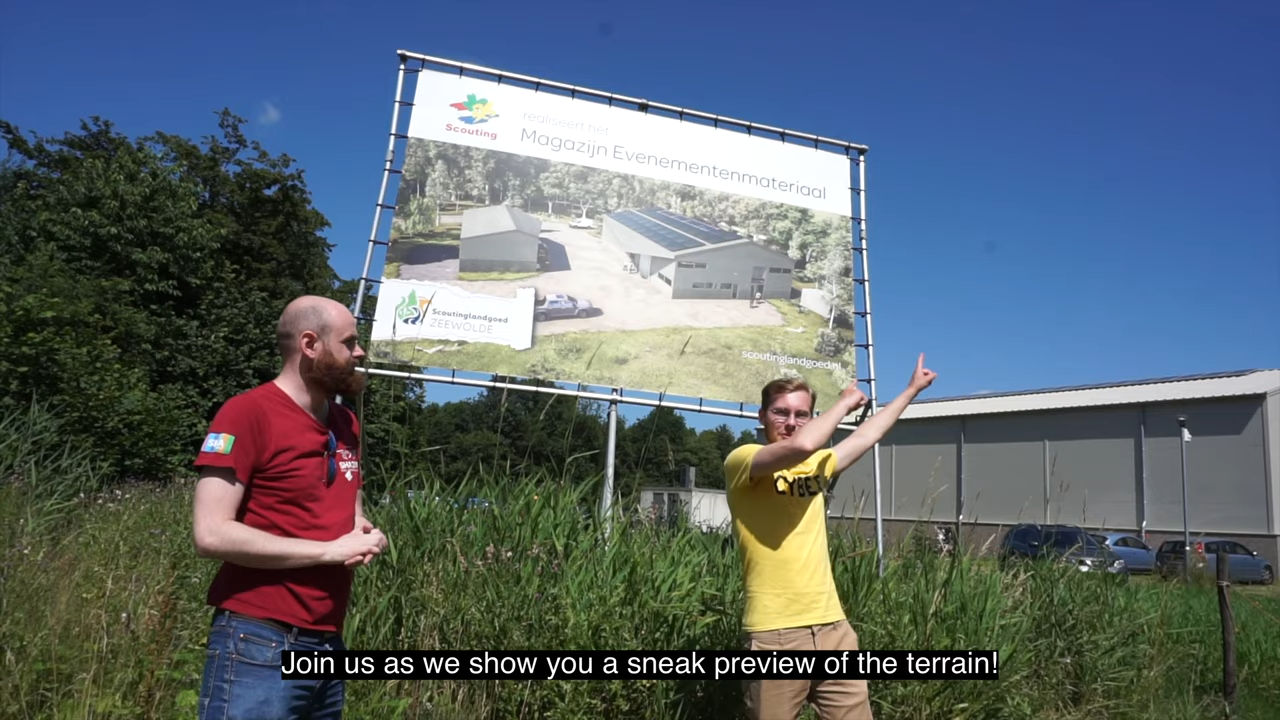 Scouting
realiseert het
Magazijn Evenementenmateriaal
Scoutinglandgoed
ZEEWOLDE
scoutinglandgoed.nl
CYBER
Join us as we show you a sneak preview of the terrain!